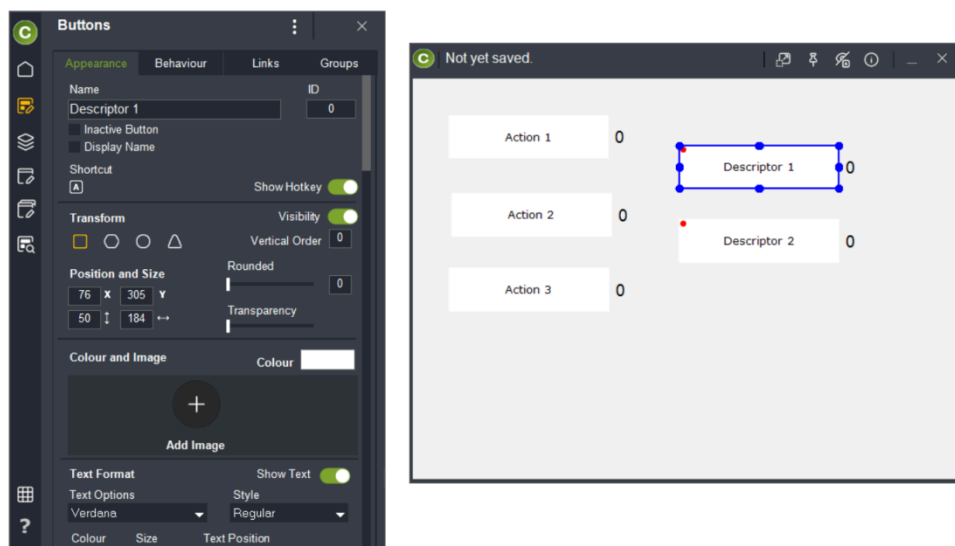 C
Buttons
Appearance Behaviour Links Groups
Name ID
Descriptor 1 0
Inactive Button
Display Name
Shortcut
A Show Hotkey
Transform Visibility
Vertical Order 0
Position and Size Rounded
76 X 305 Y 0
50 184 Transparency
Colour and Image Colour
Add Image
Text Format Show Text
Text Options Style
Verdana Regular
Colour Size Text Position
?
C Not yet saved.
Action 1 0
Descriptor 1 0
Action 2 0
Descriptor 2 0
Action 3 0